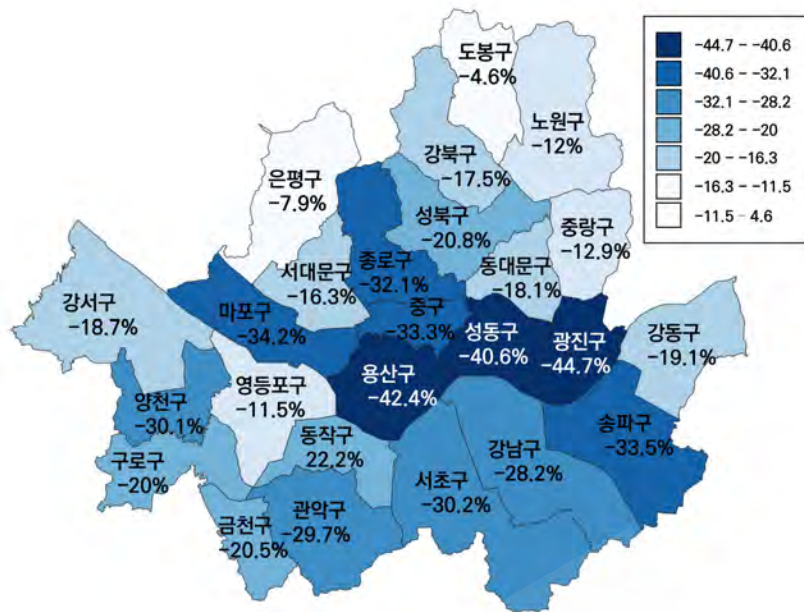 도봉구
-4.6%
노원구
-12%
강북구
-17.5%
은평구
-7.9%
성북구
-20.8%
중랑구
-12.9%
서대문구
-16.3%
종로구
-32.1%
동대문구
-18.1%
강서구
-18.7%
마포구
-34.2%
중구
-33.3%
성동구
-40.6%
광진구
-44.7%
강동구
-19.1%
용산구
-42.4%
영등포구
-11.5%
양천구
-30.1%
구로구
-20%
동작구
22.2%
강남구
-28.2%
송파구
-33.5%
서초구
-30.2%
금천구
-20.5%
관악구
-29.7%
-44.7 - -40.6
-40.6 - -32.1
-32.1 - -28.2
-28.2 - -20
-20 - -16.3
-16.3 - -11.5
-11.5 - 4.6